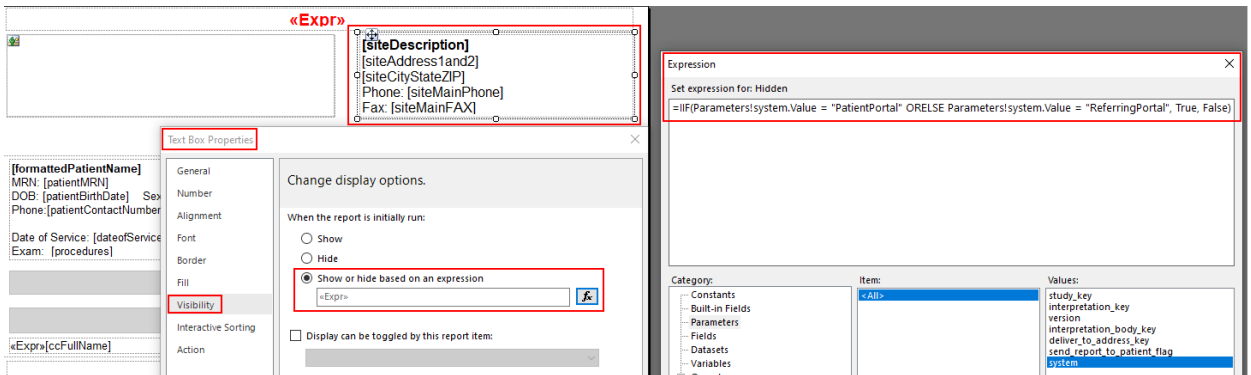 «Expr»
[siteDescription]
[siteAddress1and2]
[siteCityStateZIP]
Phone: [siteMainPhone]
Fax: [siteMainFAX]
[formattedPatientName]
MRN: [patientMRN]
DOB: [patientBirthDate] Sex
Phone:[patientContactNumber
Date of Service: [dateofService
Exam: [procedures]
«Expr»[ccFullName]
Text Box Properties
General
Number
Alignment
Font
Border
Fill
Visibility
Interactive Sorting
Action
Change display options.
When the report is initially run:
Show
Hide
Show or hide based on an expression
«Expr»
fx
Display can be toggled by this report item:
Expression
Set expression for: Hidden
=IIF(Parameters!system.Value = "PatientPortal" ORELSE Parameters!system.Value = "ReferringPortal", True, False)
Category:
Constants
Built-in Fields
Parameters
Fields
Datasets
Variables
Item:
<All>
Values:
study_key
interpretation_key
version
interpretation_body_key
deliver_to_address_key
send_report_to_patient_flag
system